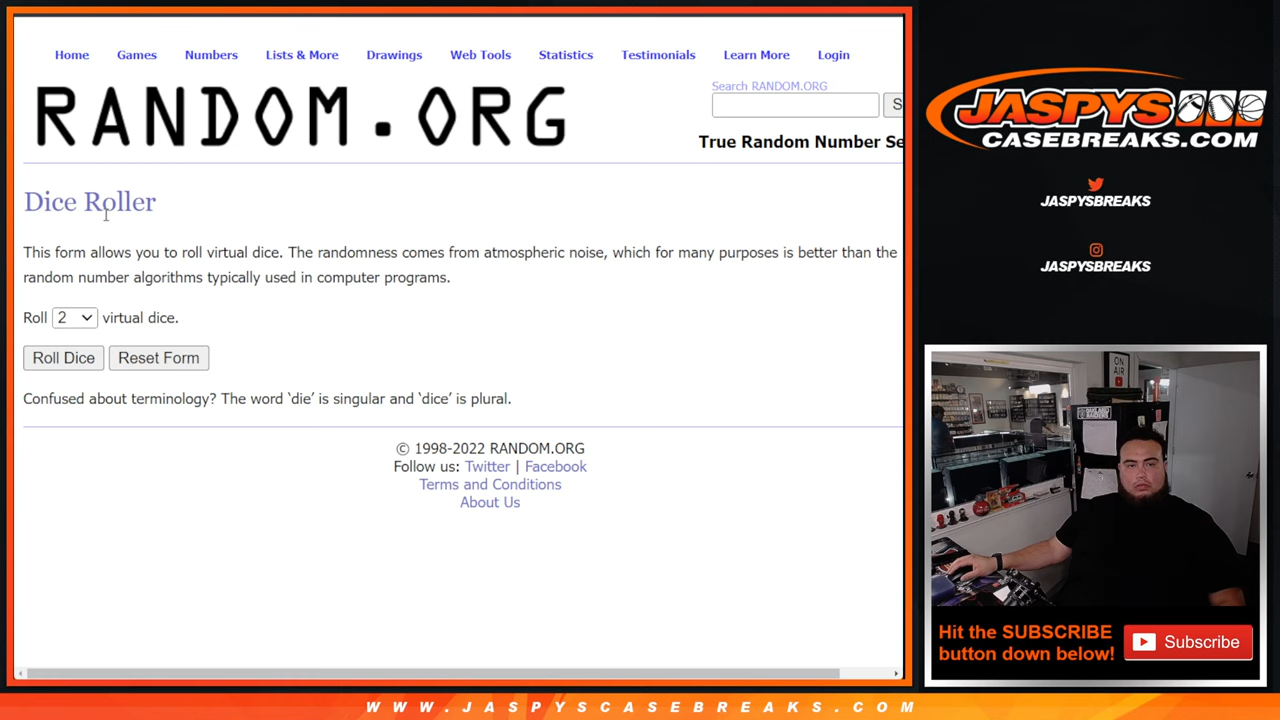 Home Games Numbers Lists & More Drawings Web Tools Statistics Testimonials Learn More Login
Search RANDOM.ORG
S
RANDOM.ORG
True Random Number Se
Dice Roller
This form allows you to roll virtual dice. The randomness comes from atmospheric noise, which for many purposes is better than the
random number algorithms typically used in computer programs.
Roll 2 virtual dice.
Roll Dice Reset Form
Confused about terminology? The word ‘die’ is singular and ‘dice’ is plural.
© 1998-2022 RANDOM.ORG
Follow us: Twitter | Facebook
Terms and Conditions
About Us
JASPYS
CASEBREAKS.COM
JASPYSBREAKS
JASPYSBREAKS
ON
AIR
Hit the SUBSCRIBE
button down below!
Subscribe
WWW.JASPYSCASEBREAKS.COM